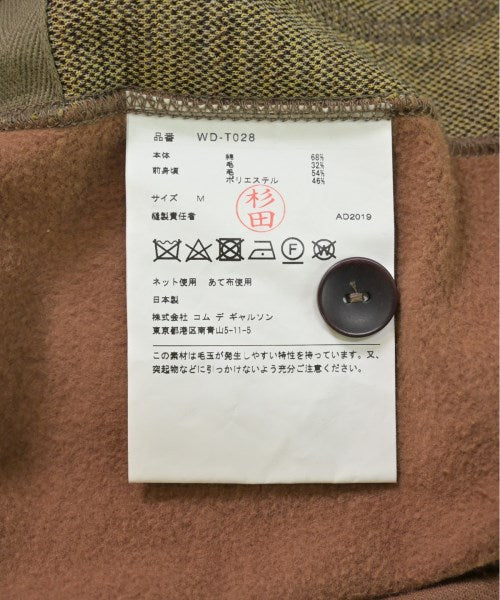 品番 WD-T028
本体 綿 68%
毛 32%
前身頃 毛 54%
ポリエステル 46%
サイズ M
杉田
縫製責任者 AD2019
F W
ネット使用 あて布使用
日本製
株式会社 コム デ ギャルソン
東京都港区南青山5-11-5
この素材は毛玉が発生しやすい特性を持っています。又、
突起物などに引っかけないよう充分ご注意ください。